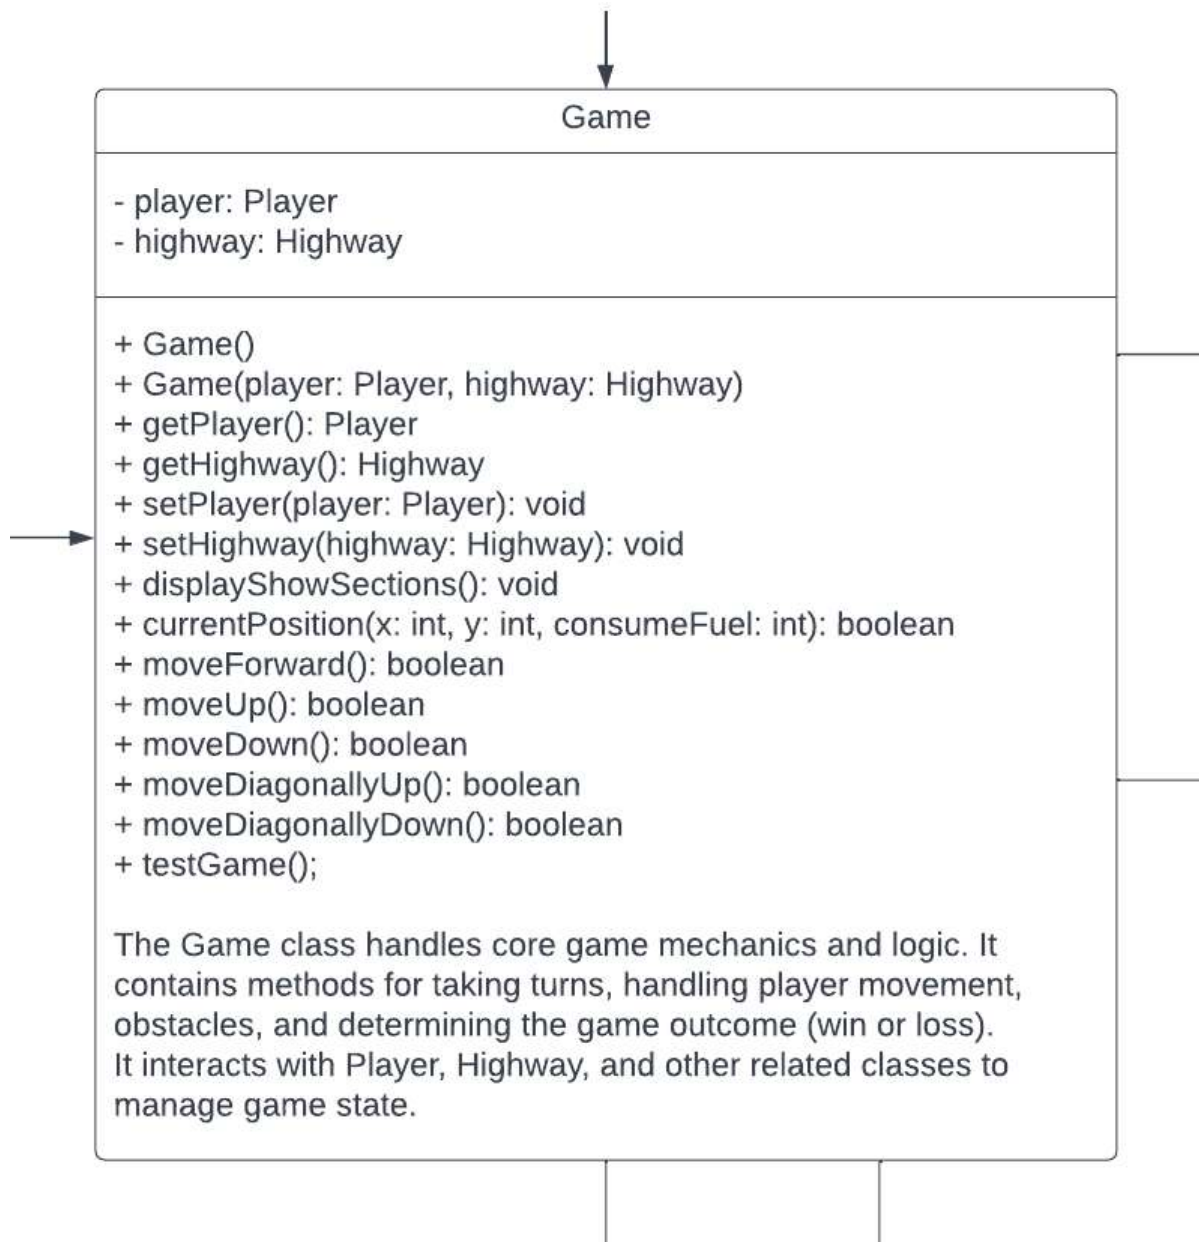 Game
- player: Player
- highway: Highway
+ Game()
+ Game(player: Player, highway: Highway)
+ getPlayer(): Player
+ getHighway(): Highway
+ setPlayer(player: Player): void
+ setHighway(highway: Highway): void
+ displayShowSections(): void
+ currentPosition(x: int, y: int, consumeFuel: int): boolean
+ moveForward(): boolean
+ moveUp(): boolean
+ moveDown(): boolean
+ moveDiagonallyUp(): boolean
+ moveDiagonallyDown(): boolean
+ testGame();
The Game class handles core game mechanics and logic. It
contains methods for taking turns, handling player movement,
obstacles, and determining the game outcome (win or loss).
It interacts with Player, Highway, and other related classes to
manage game state.